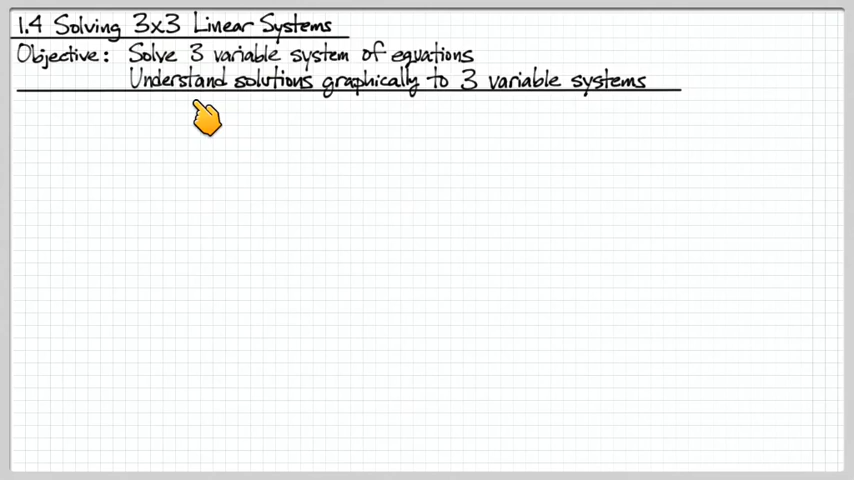 1.4 Solving 3x3 Linear Systems
Objective: Solve 3 variable system of equations
Understand solutions graphically to 3 variable systems